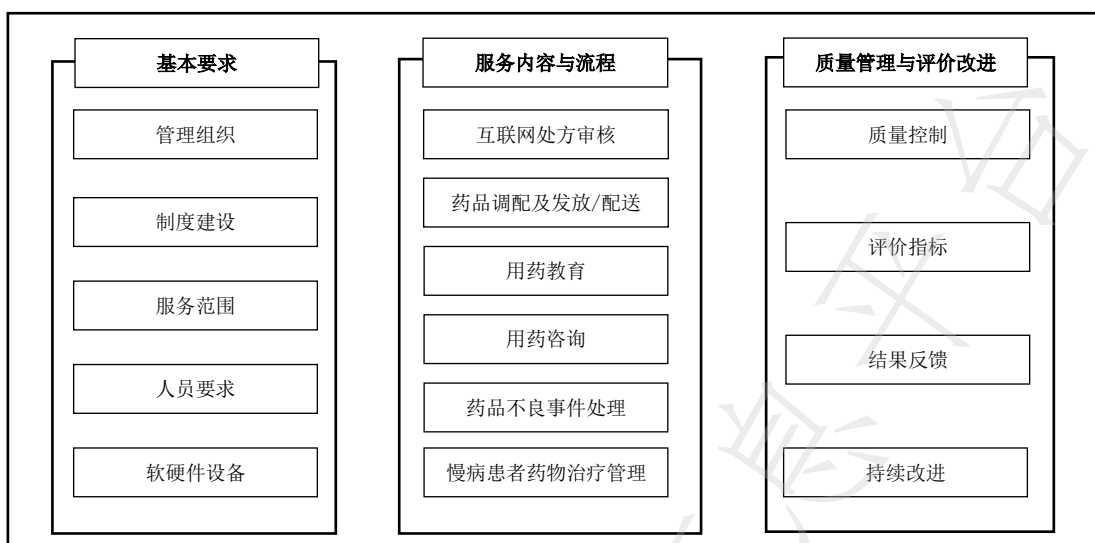 基本要求
管理组织
制度建设
服务范围
人员要求
软硬件设备
服务内容与流程
互联网处方审核
药品调配及发放/配送
用药教育
用药咨询
药品不良事件处理
慢病患者药物治疗管理
质量管理与评价改进
质量控制
评价指标
结果反馈
持续改进